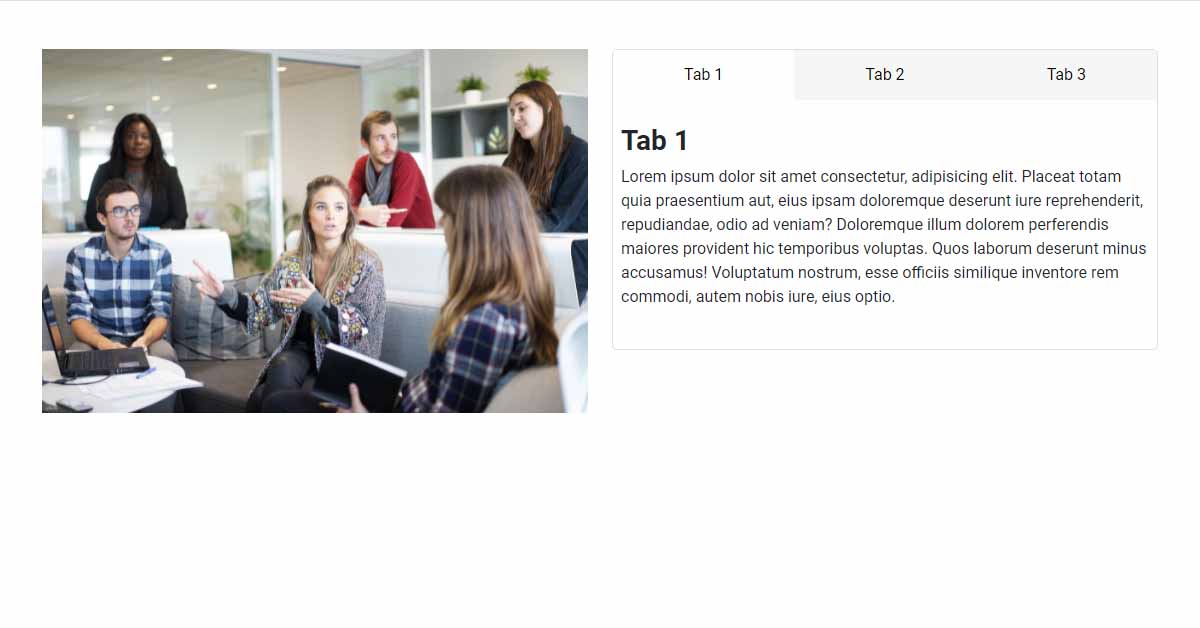 Tab 1 Tab 2 Tab 3
Tab 1
Lorem ipsum dolor sit amet consectetur, adipisicing elit. Placeat totam
quia praesentium aut, eius ipsam doloremque deserunt iure reprehenderit,
repudiandae, odio ad veniam? Doloremque illum dolorem perferendis
maiores provident hic temporibus voluptas. Quos laborum deserunt minus
accusamus! Voluptatum nostrum, esse officiis similique inventore rem
commodi, autem nobis iure, eius optio.